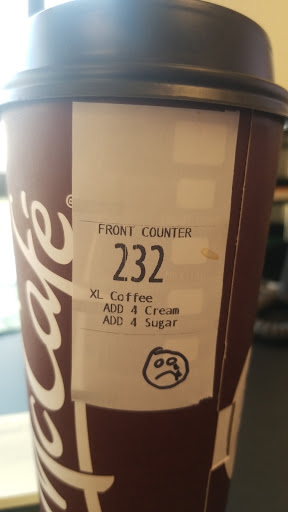 McCafé®
FRONT COUNTER
232
XL Coffee
ADD 4 Cream
ADD 4 Sugar